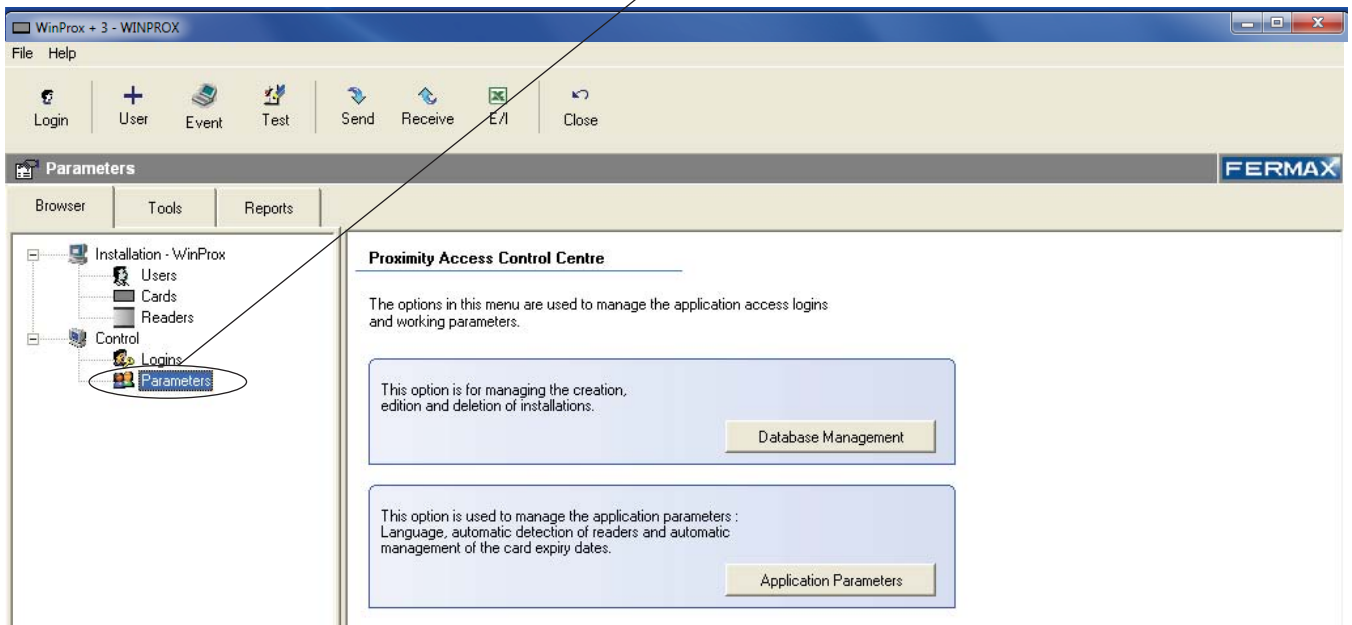 WinProx + 3 - WINPROX
File Help
Login User Event Test Send Receive E/I Close
Parameters FERMAX
Browser Tools Reports
Installation - WinProx
Users
Cards
Readers
Control
Logins
Parameters
Proximity Access Control Centre
The options in this menu are used to manage the application access logins
and working parameters.
This option is for managing the creation,
edition and deletion of installations.
Database Management
This option is used to manage the application parameters :
Language, automatic detection of readers and automatic
management of the card expiry dates.
Application Parameters